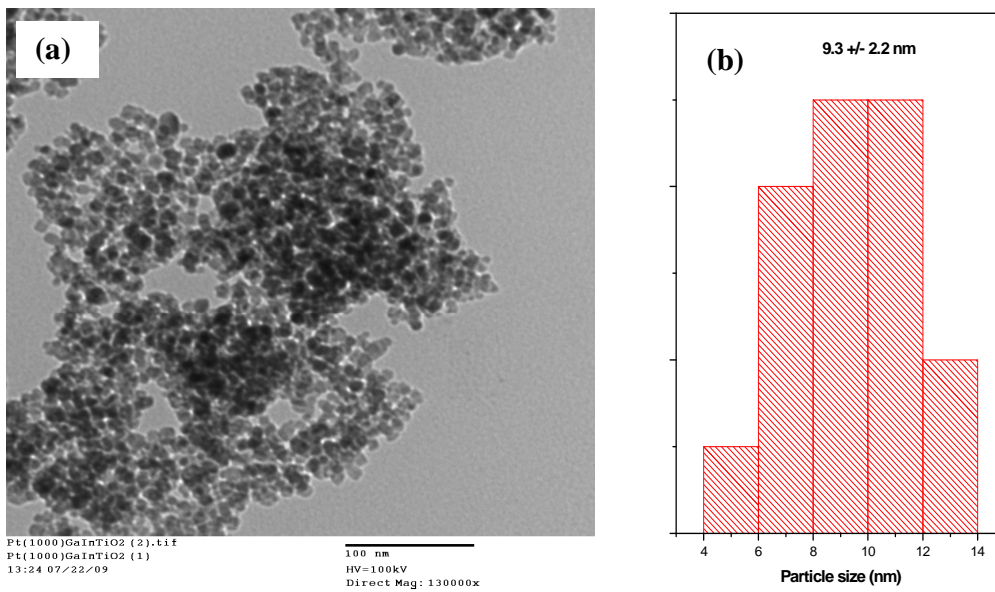 (a)
Pt(1000)GaInTiO2 (2).tif
Pt(1000)GaInTiO2 (1)
13:24 07/22/09
100 nm
HV=100kV
Direct Mag: 130000x
(b)
9.3 +/- 2.2 nm
4 6 8 10 12 14
Particle size (nm)